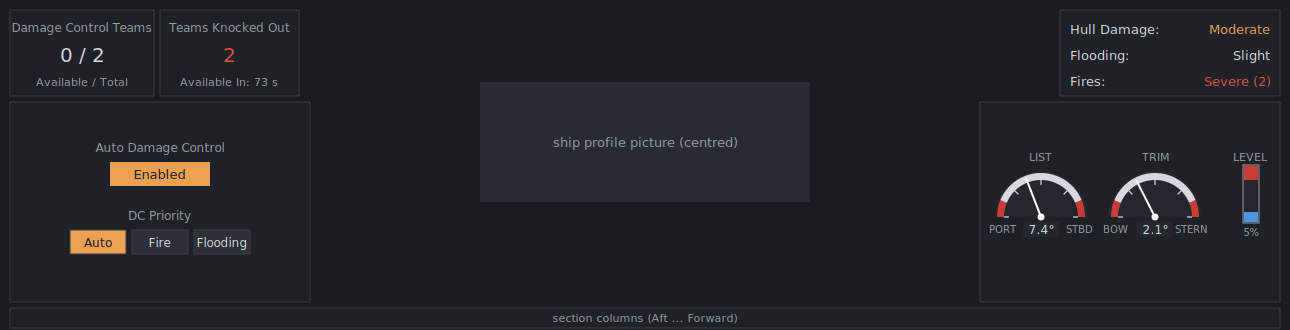 Damage Control Teams
0 / 2
Available / Total
Teams Knocked Out
2
Available In: 73 s
Hull Damage: Moderate
Flooding: Slight
Fires: Severe (2)
Auto Damage Control
Enabled
DC Priority
Auto Fire Flooding
ship profile picture (centred)
LIST
PORT 7.4° STBD
TRIM
BOW 2.1° STERN
LEVEL
5%
section columns (Aft ... Forward)